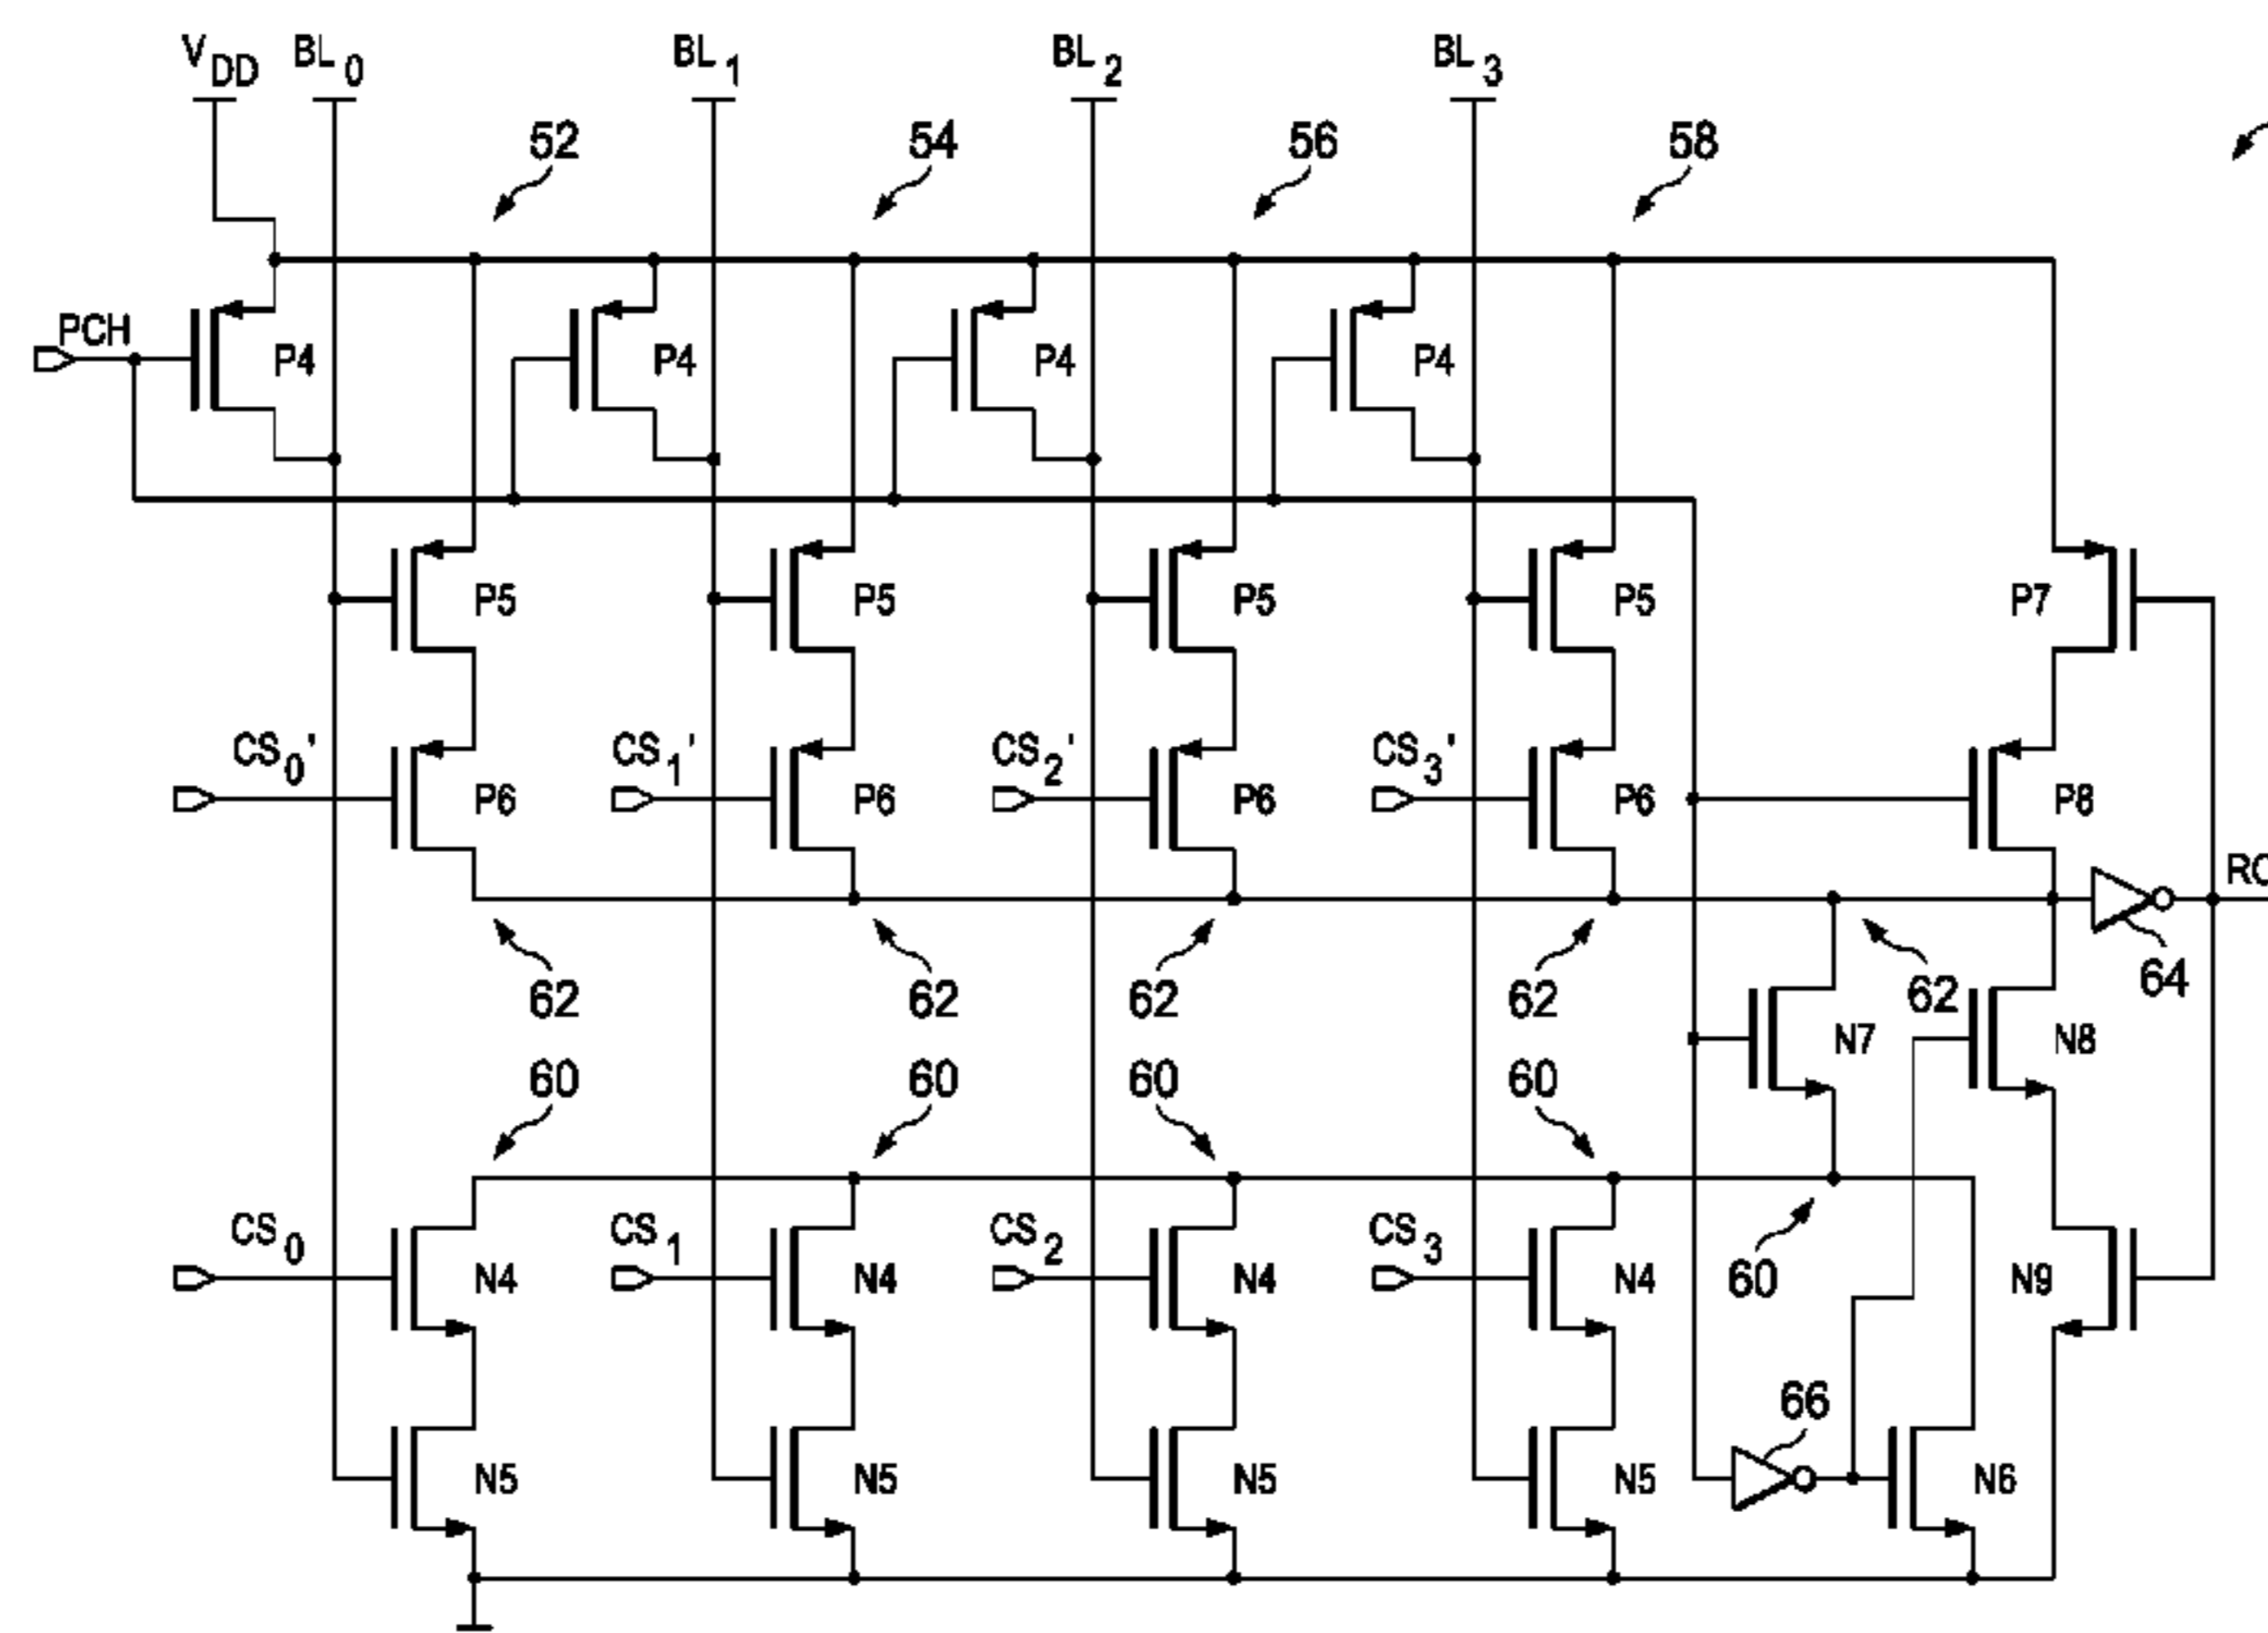 VDD BL0 BL1 BL2 BL3
52 54 56 58
PCH P4 P4 P4 P4
P5 P5 P5 P5 P7
CS0' CS1' CS2' CS3'
P6 P6 P6 P6 P8
62 62 62 62 62 64
N7 N8
60 60 60 60
CS0 CS1 CS2 CS3
N4 N4 N4 N4 60 N9
66
N5 N5 N5 N5 N6